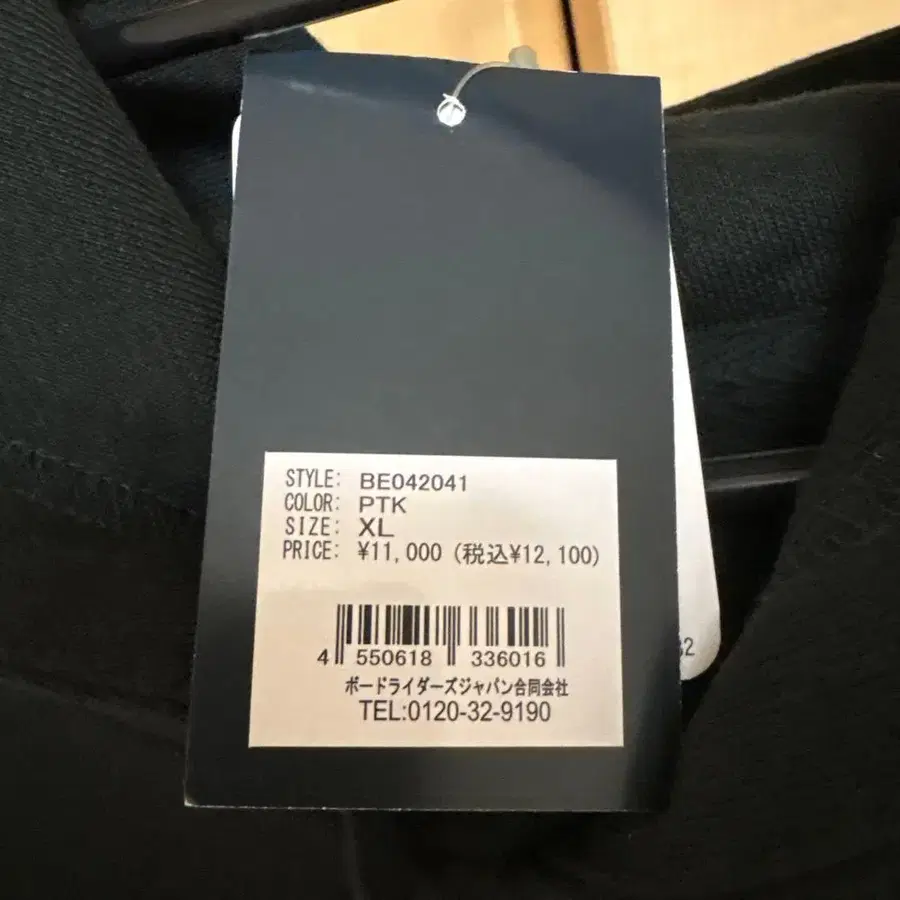 STYLE: BE042041
COLOR: PTK
SIZE: XL
PRICE: ¥11,000 (税込¥12,100)
4 550618 336016
ボードライダーズジャパン合同会社
TEL:0120-32-9190
32